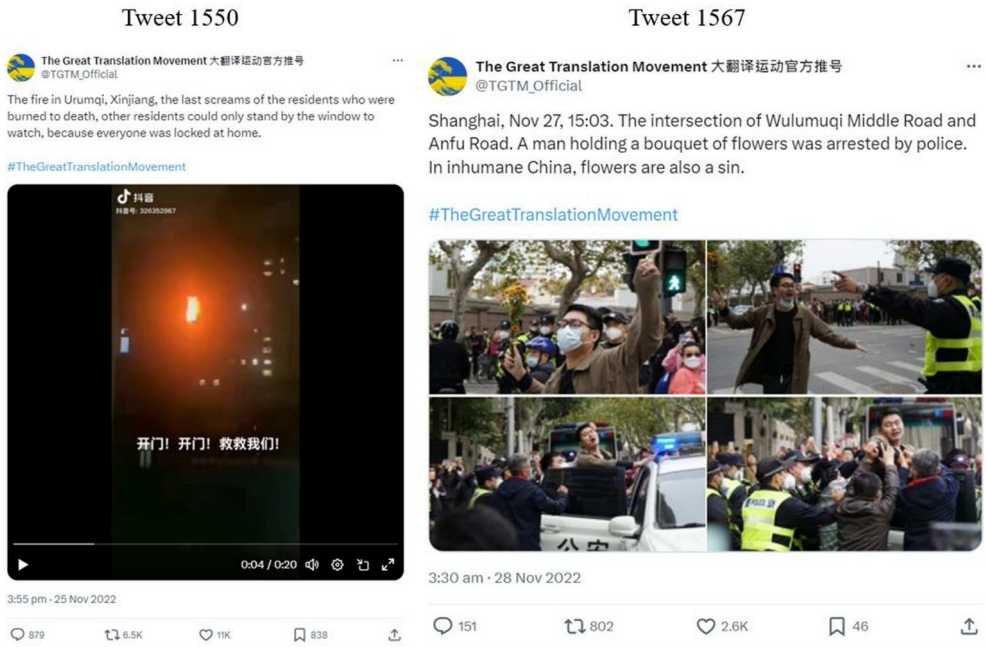 Tweet 1550
The Great Translation Movement 大翻译运动官方推号
@TGTM_Official
The fire in Urumqi, Xinjiang, the last screams of the residents who were
burned to death, other residents could only stand by the window to
watch, because everyone was locked at home.
#TheGreatTranslationMovement
抖音
抖音号: 326352867
开门！开门！救救我们！
0:04 / 0:20
3:55 pm · 25 Nov 2022
879
6.5K
11K
838
Tweet 1567
The Great Translation Movement 大翻译运动官方推号
@TGTM_Official
Shanghai, Nov 27, 15:03. The intersection of Wulumuqi Middle Road and
Anfu Road. A man holding a bouquet of flowers was arrested by police.
In inhumane China, flowers are also a sin.
#TheGreatTranslationMovement
公安
3:30 am · 28 Nov 2022
151
802
2.6K
46